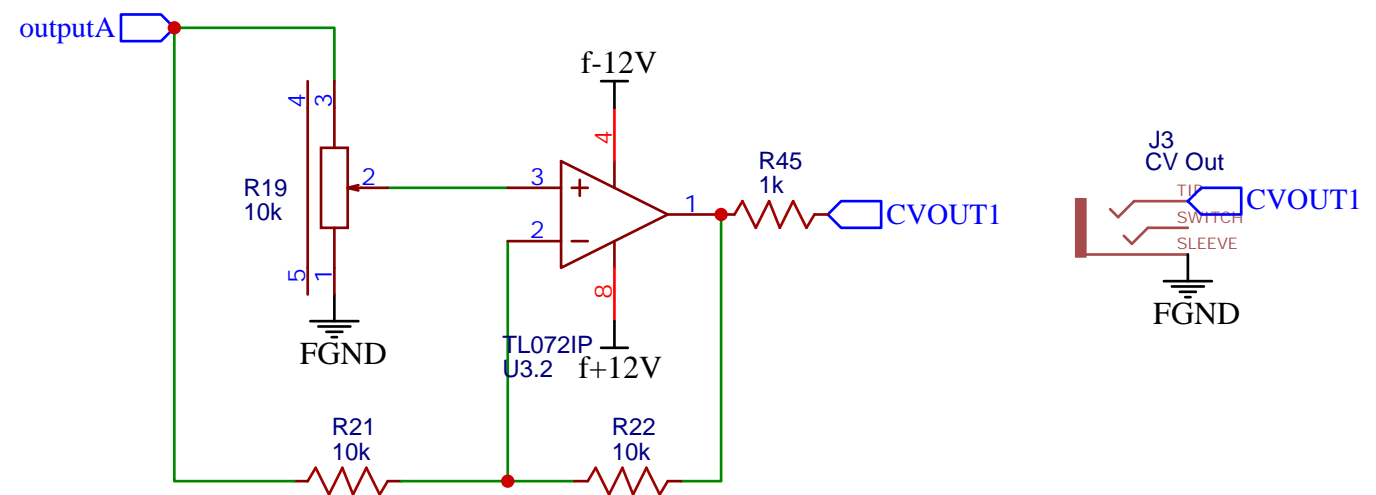 outputA
f-12V
4
3
4
R19
10k
2
3
2
1
R45
1k
CVOUT1
J3
CV Out
TIP
CVOUT1
SWITCH
SLEEVE
FGND
5
1
FGND
8
TL072IP
U3.2
f+12V
R21
10k
R22
10k